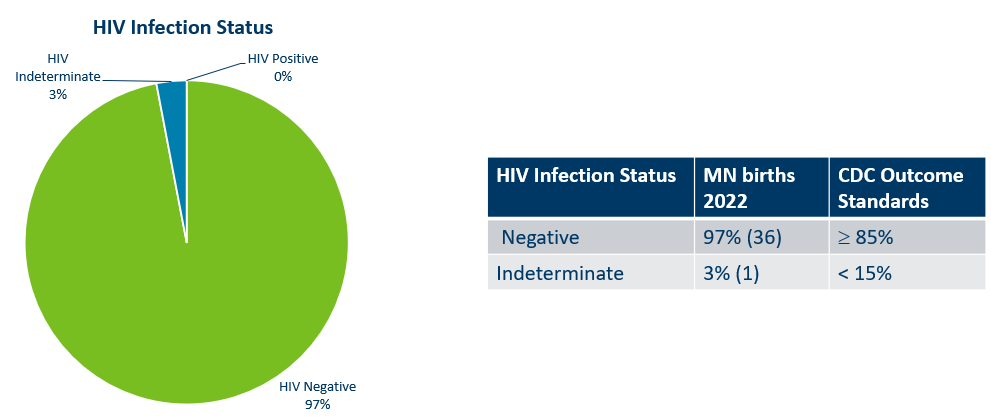 HIV Infection Status
HIV
Indeterminate
3%
HIV Positive
0%
HIV Negative
97%
HIV Infection Status MN births 2022 CDC Outcome Standards
Negative 97% (36) ≥ 85%
Indeterminate 3% (1) < 15%